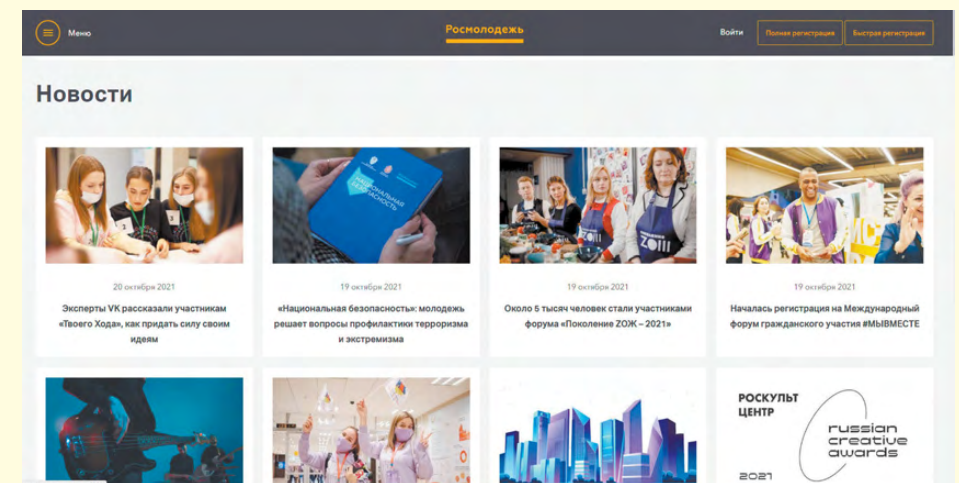 Меню
Росмолодежь
Войти
Полная регистрация
Быстрая регистрация
Новости
НАЦИОНАЛЬНАЯ
БЕЗОПАСНОСТЬ
20 октября 2021
Эксперты VK рассказали участникам
«Твоего Хода», как придать силу своим
идеям
19 октября 2021
«Национальная безопасность»: молодежь
решает вопросы профилактики терроризма
и экстремизма
19 октября 2021
Около 5 тысяч человек стали участниками
форума «Поколение ZОЖ – 2021»
19 октября 2021
Началась регистрация на Международный
форум гражданского участия #МЫВМЕСТЕ
РОСКУЛЬТ
ЦЕНТР
russian
creative
awards
2021